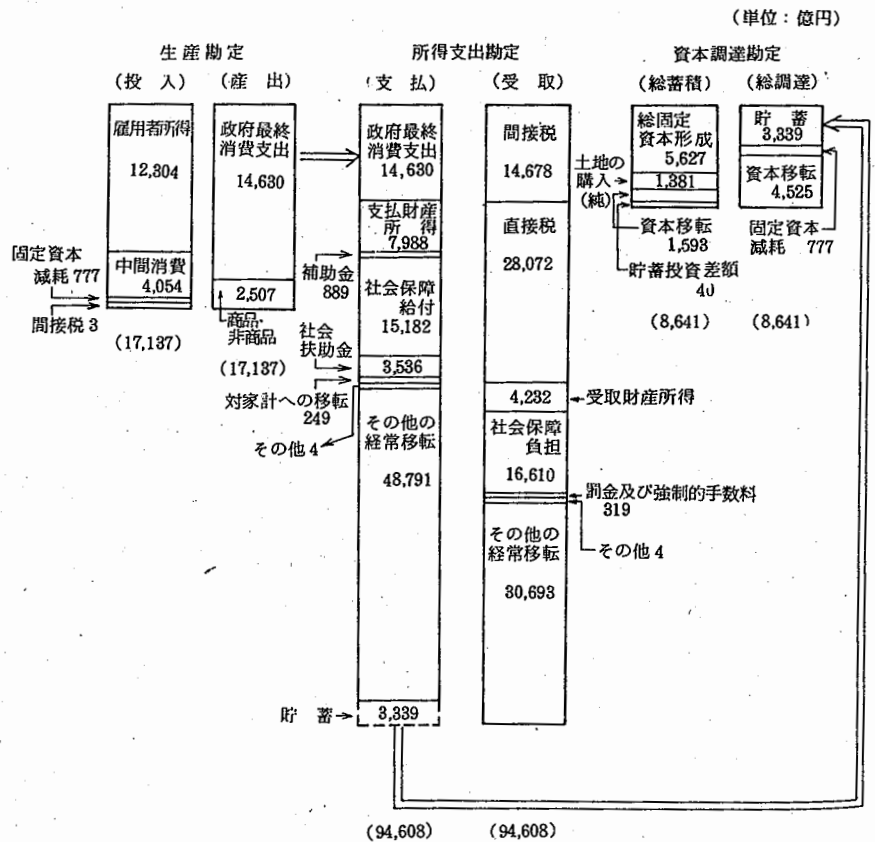 (単位：億円)
生産勘定
(投入)
(産出)
所得支出勘定
(支払)
(受取)
資本調達勘定
(総蓄積)
(総調達)
雇用者所得
12,304
中間消費
4,054
固定資本
減耗 777
間接税 3
(17,137)
政府最終
消費支出
14,630
2,507
商品・
非商品
(17,137)
政府最終
消費支出
14,630
支払財産
所得
7,988
補助金
889
社会保障
給付
15,182
社会
扶助金
3,536
対家計への移転
249
その他 4
その他の
経常移転
48,791
貯蓄
3,339
(94,608)
間接税
14,678
直接税
28,072
4,232
受取財産所得
社会保障
負担
16,610
罰金及び強制的手数料
319
その他 4
その他の
経常移転
30,693
(94,608)
総固定
資本形成
5,627
土地の
購入
(純)
1,381
資本移転
1,593
貯蓄投資差額
40
(8,641)
貯蓄
3,339
資本移転
4,525
固定資本
減耗 777
(8,641)